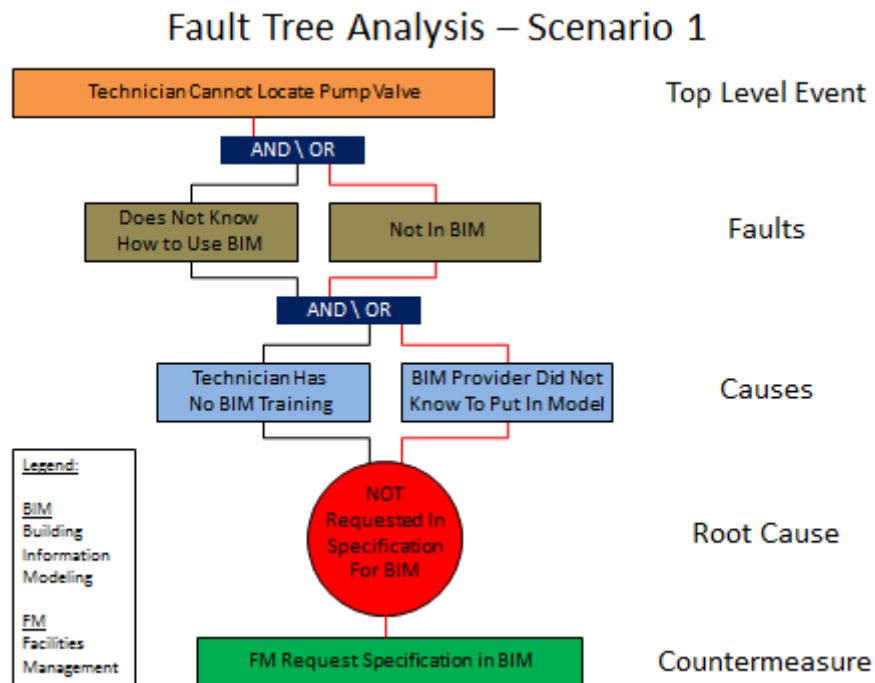 Fault Tree Analysis – Scenario 1
Technician Cannot Locate Pump Valve
Top Level Event
AND \ OR
Does Not Know
How to Use BIM
Not In BIM
Faults
AND \ OR
Technician Has
No BIM Training
BIM Provider Did Not
Know To Put In Model
Causes
Legend:
BIM
Building
Information
Modeling
FM
Facilities
Management
NOT
Requested In
Specification
For BIM
Root Cause
FM Request Specification in BIM
Countermeasure